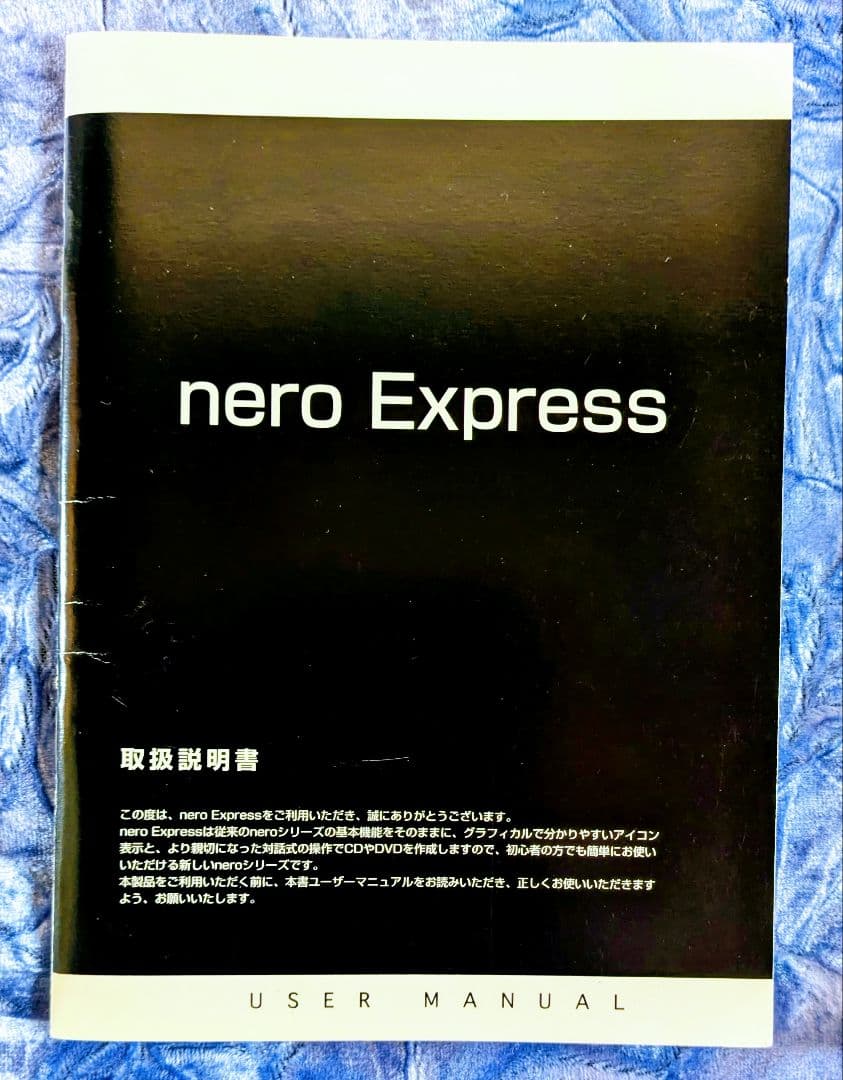 nero Express
取扱説明書
この度は、nero Expressをご利用いただき、誠にありがとうございます。
nero Expressは従来のneroシリーズの基本機能をそのままに、グラフィカルで分かりやすいアイコン
表示と、より親切になった対話式の操作でCDやDVDを作成しますので、初心者の方でも簡単にお使い
いただける新しいneroシリーズです。
本製品をご利用いただく前に、本書ユーザーマニュアルをお読みいただき、正しくお使いいただきます
よう、お願いいたします。
USER MANUAL